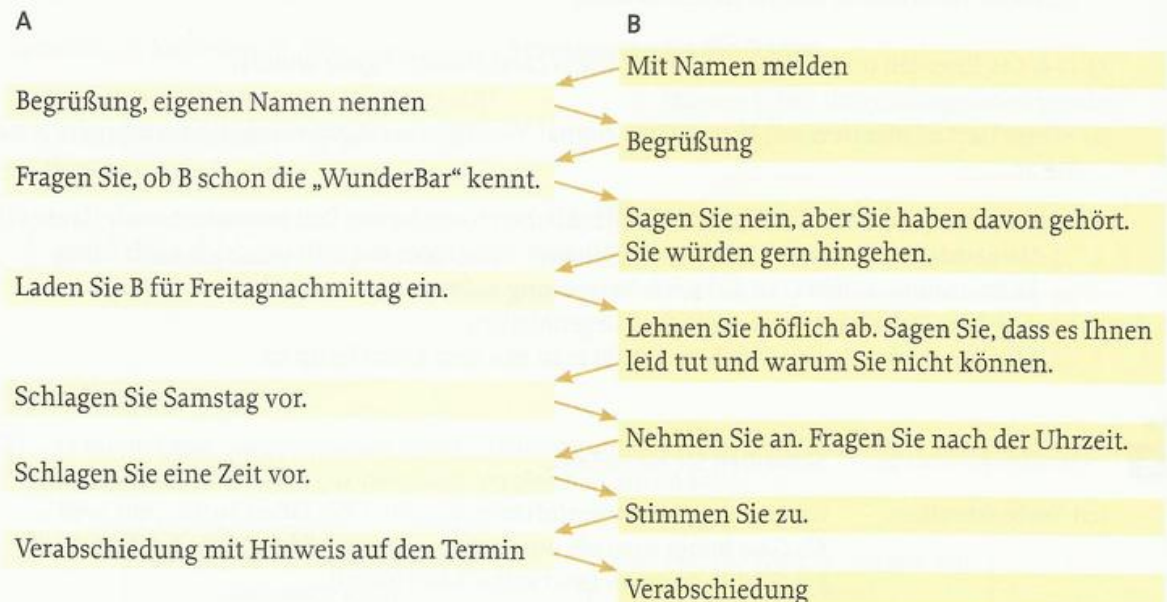 A
B
Mit Namen melden
Begrüßung, eigenen Namen nennen
Begrüßung
Fragen Sie, ob B schon die „WunderBar“ kennt.
Sagen Sie nein, aber Sie haben davon gehört.
Sie würden gern hingehen.
Laden Sie B für Freitagnachmittag ein.
Lehnen Sie höflich ab. Sagen Sie, dass es Ihnen
leid tut und warum Sie nicht können.
Schlagen Sie Samstag vor.
Nehmen Sie an. Fragen Sie nach der Uhrzeit.
Schlagen Sie eine Zeit vor.
Stimmen Sie zu.
Verabschiedung mit Hinweis auf den Termin
Verabschiedung